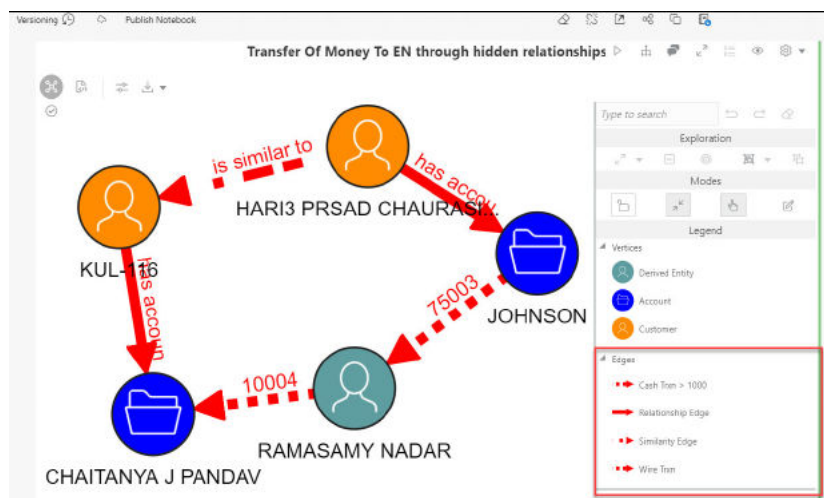 Versioning
Publish Notebook
Transfer Of Money To EN through hidden relationships
Type to search
Exploration
Modes
Legend
Vertices
Derived Entity
Account
Customer
Edges
Cash Trxn > 1000
Relationship Edge
Similarity Edge
Wire Trxn
is similar to
has accoun
HARI3 PRSAD CHAURASI...
KUL-116
has accoun
75003
JOHNSON
10004
RAMASAMY NADAR
CHAITANYA J PANDAV